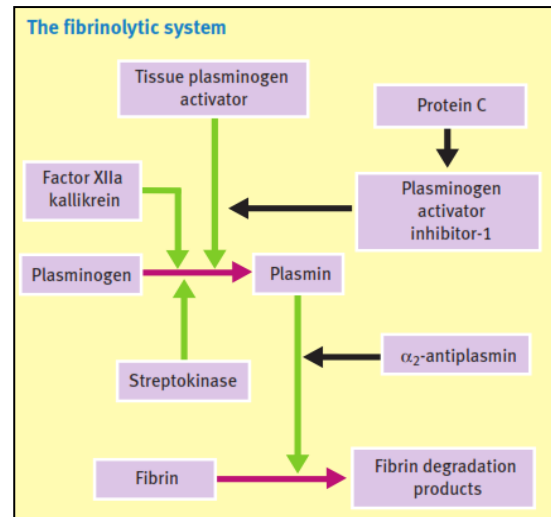 The fibrinolytic system
Tissue plasminogen
activator
Protein C
Factor XIIa
kallikrein
Plasminogen
activator
inhibitor-1
Plasminogen
Plasmin
Streptokinase
α₂-antiplasmin
Fibrin
Fibrin degradation
products